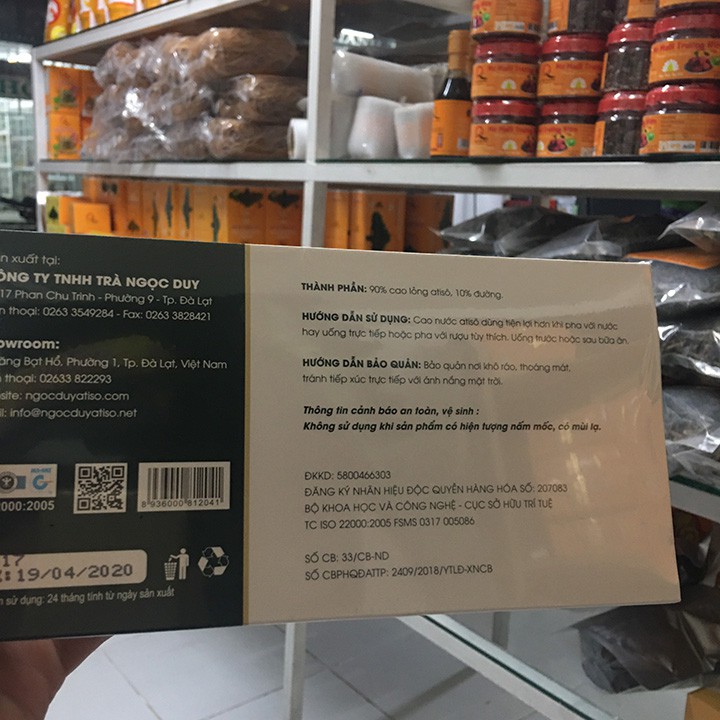 n xuất tại:
ÔNG TY TNHH TRÀ NGỌC DUY
17 Phan Chu Trinh - Phường 9 - Tp. Đà Lạt
n thoại: 0263 3549284 - Fax: 0263 3828421
owroom:
ăng Bạt Hổ, Phường 1, Tp. Đà Lạt, Việt Nam
n thoại: 02633 822293
bsite: ngocduyatiso.com
il: info@ngocduyatiso.net
000:2005
8 936000 812041
17
: 19/04/2020
n sử dụng: 24 tháng tính từ ngày sản xuất
THÀNH PHẦN: 90% cao lỏng atisô, 10% đường.
HƯỚNG DẪN SỬ DỤNG: Cao nước atisô dùng tiện lợi hơn khi pha với nước
hay uống trực tiếp hoặc pha với rượu tùy thích. Uống trước hoặc sau bữa ăn.
HƯỚNG DẪN BẢO QUẢN: Bảo quản nơi khô ráo, thoáng mát,
tránh tiếp xúc trực tiếp với ánh nắng mặt trời.
Thông tin cảnh báo an toàn, vệ sinh :
Không sử dụng khi sản phẩm có hiện tượng nấm mốc, có mùi lạ.
ĐKKD: 5800466303
ĐĂNG KÝ NHÃN HIỆU ĐỘC QUYỀN HÀNG HÓA SỐ: 207083
BỘ KHOA HỌC VÀ CÔNG NGHỆ - CỤC SỞ HỮU TRÍ TUỆ
TC ISO 22000:2005 FSMS 0317 005086
SỐ CB: 33/CB-ND
SỐ CBPHQĐATTP: 2409/2018/YTLĐ-XNCB